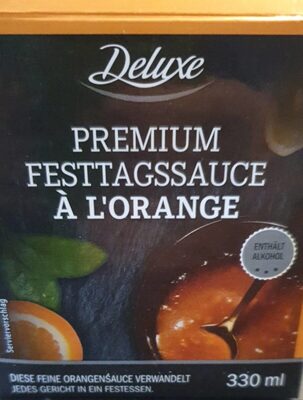 Deluxe
PREMIUM
FESTTAGSSAUCE
À L'ORANGE
ENTHÄLT
ALKOHOL
Serviervorschlag
DIESE FEINE ORANGENSAUCE VERWANDELT
JEDES GERICHT IN EIN FESTESSEN.
330 ml